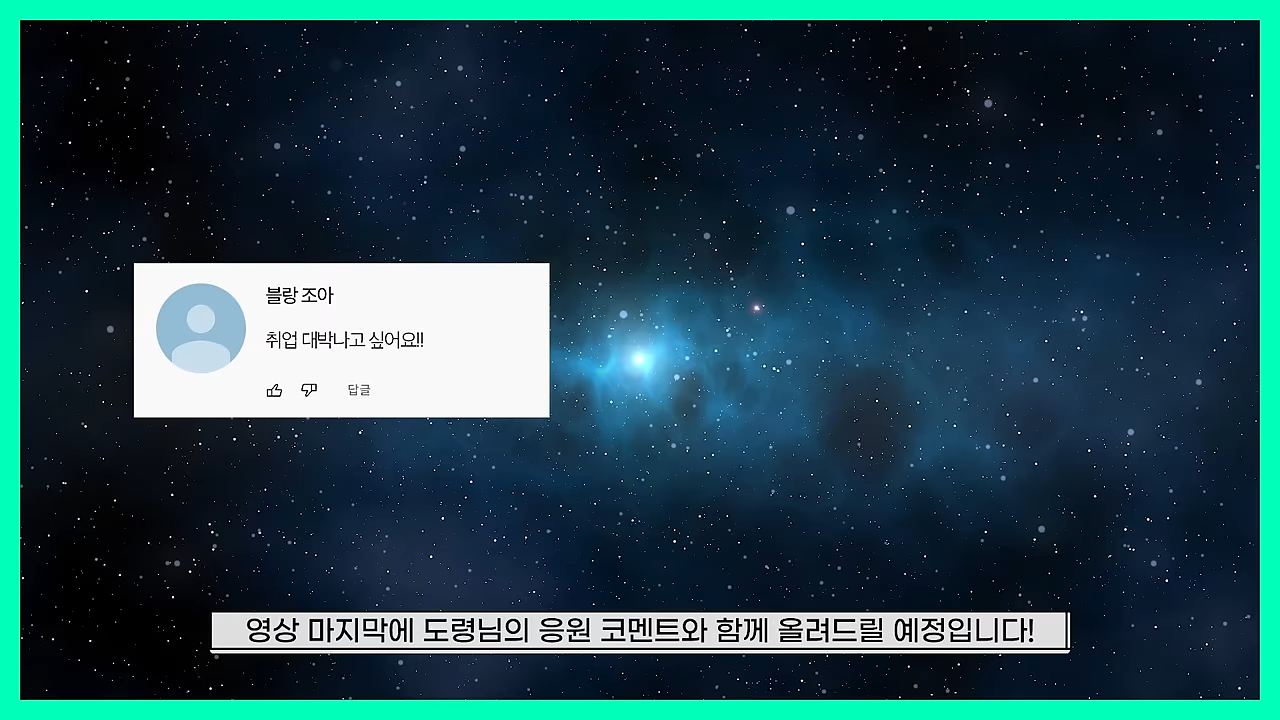 블랑 조아
취업 대박나고 싶어요!!
답글
영상 마지막에 도령님의 응원 코멘트와 함께 올려드릴 예정입니다!